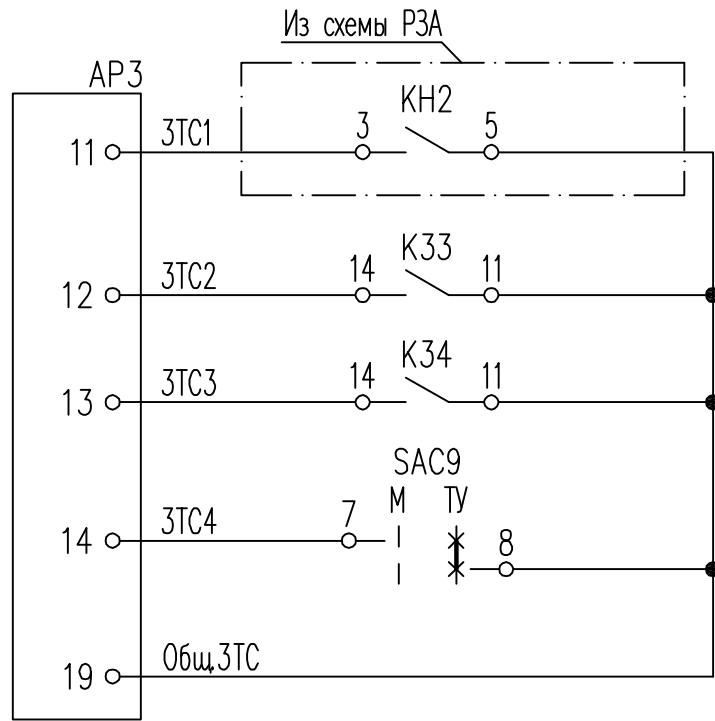 Из схемы РЗА
АР3
КН2
11 3ТС1 3 5
К33
12 3ТС2 14 11
К34
13 3ТС3 14 11
SAC9
М ТУ
14 3ТС4 7 8
19 Общ.3ТС